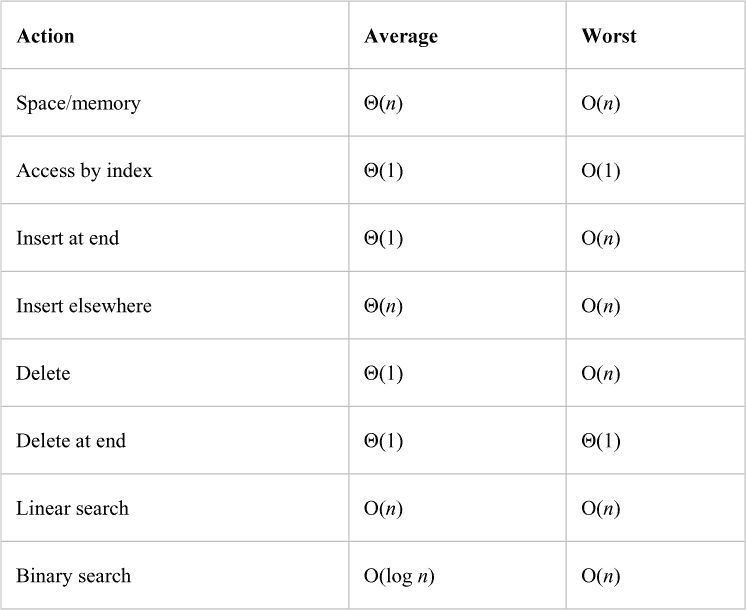 Action Average Worst
Space/memory Θ(n) O(n)
Access by index Θ(1) O(1)
Insert at end Θ(1) O(n)
Insert elsewhere Θ(n) O(n)
Delete Θ(1) O(n)
Delete at end Θ(1) Θ(1)
Linear search O(n) O(n)
Binary search O(log n) O(n)